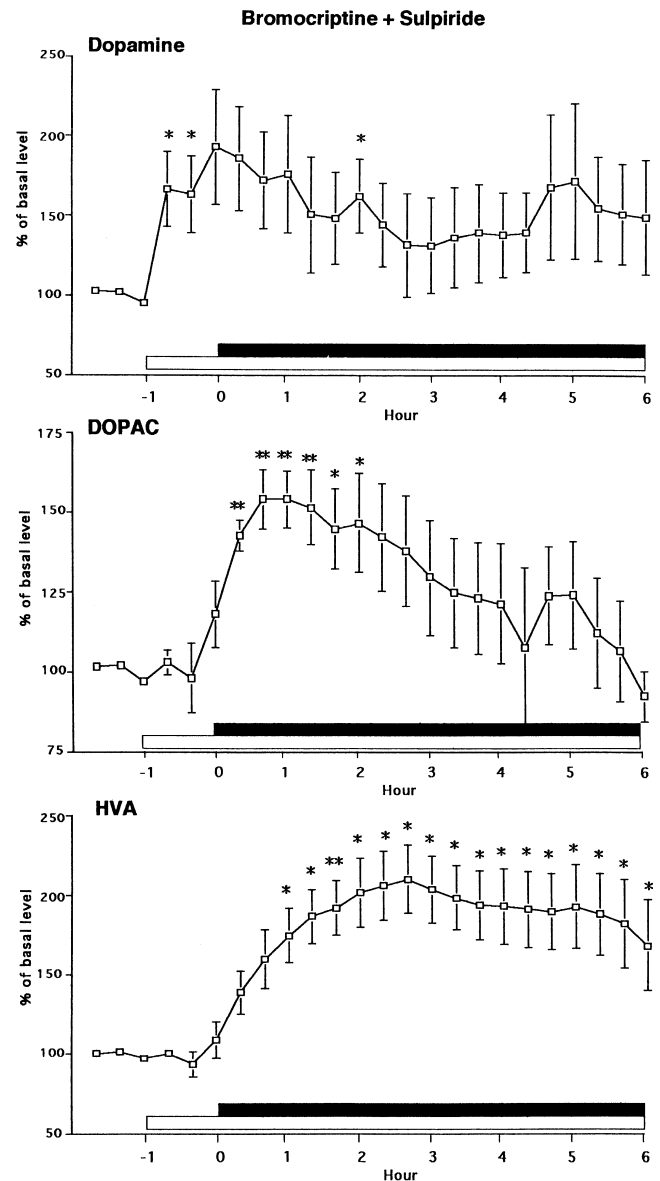 Bromocriptine + Sulpiride
Dopamine
250
200
150
100
50
% of basal level
* * *
-1 0 1 2 3 4 5 6
Hour
DOPAC
175
150
125
100
75
% of basal level
** ** ** ** * *
-1 0 1 2 3 4 5 6
Hour
HVA
250
200
150
100
50
% of basal level
* * ** * * * * * * * * * * * * *
-1 0 1 2 3 4 5 6
Hour